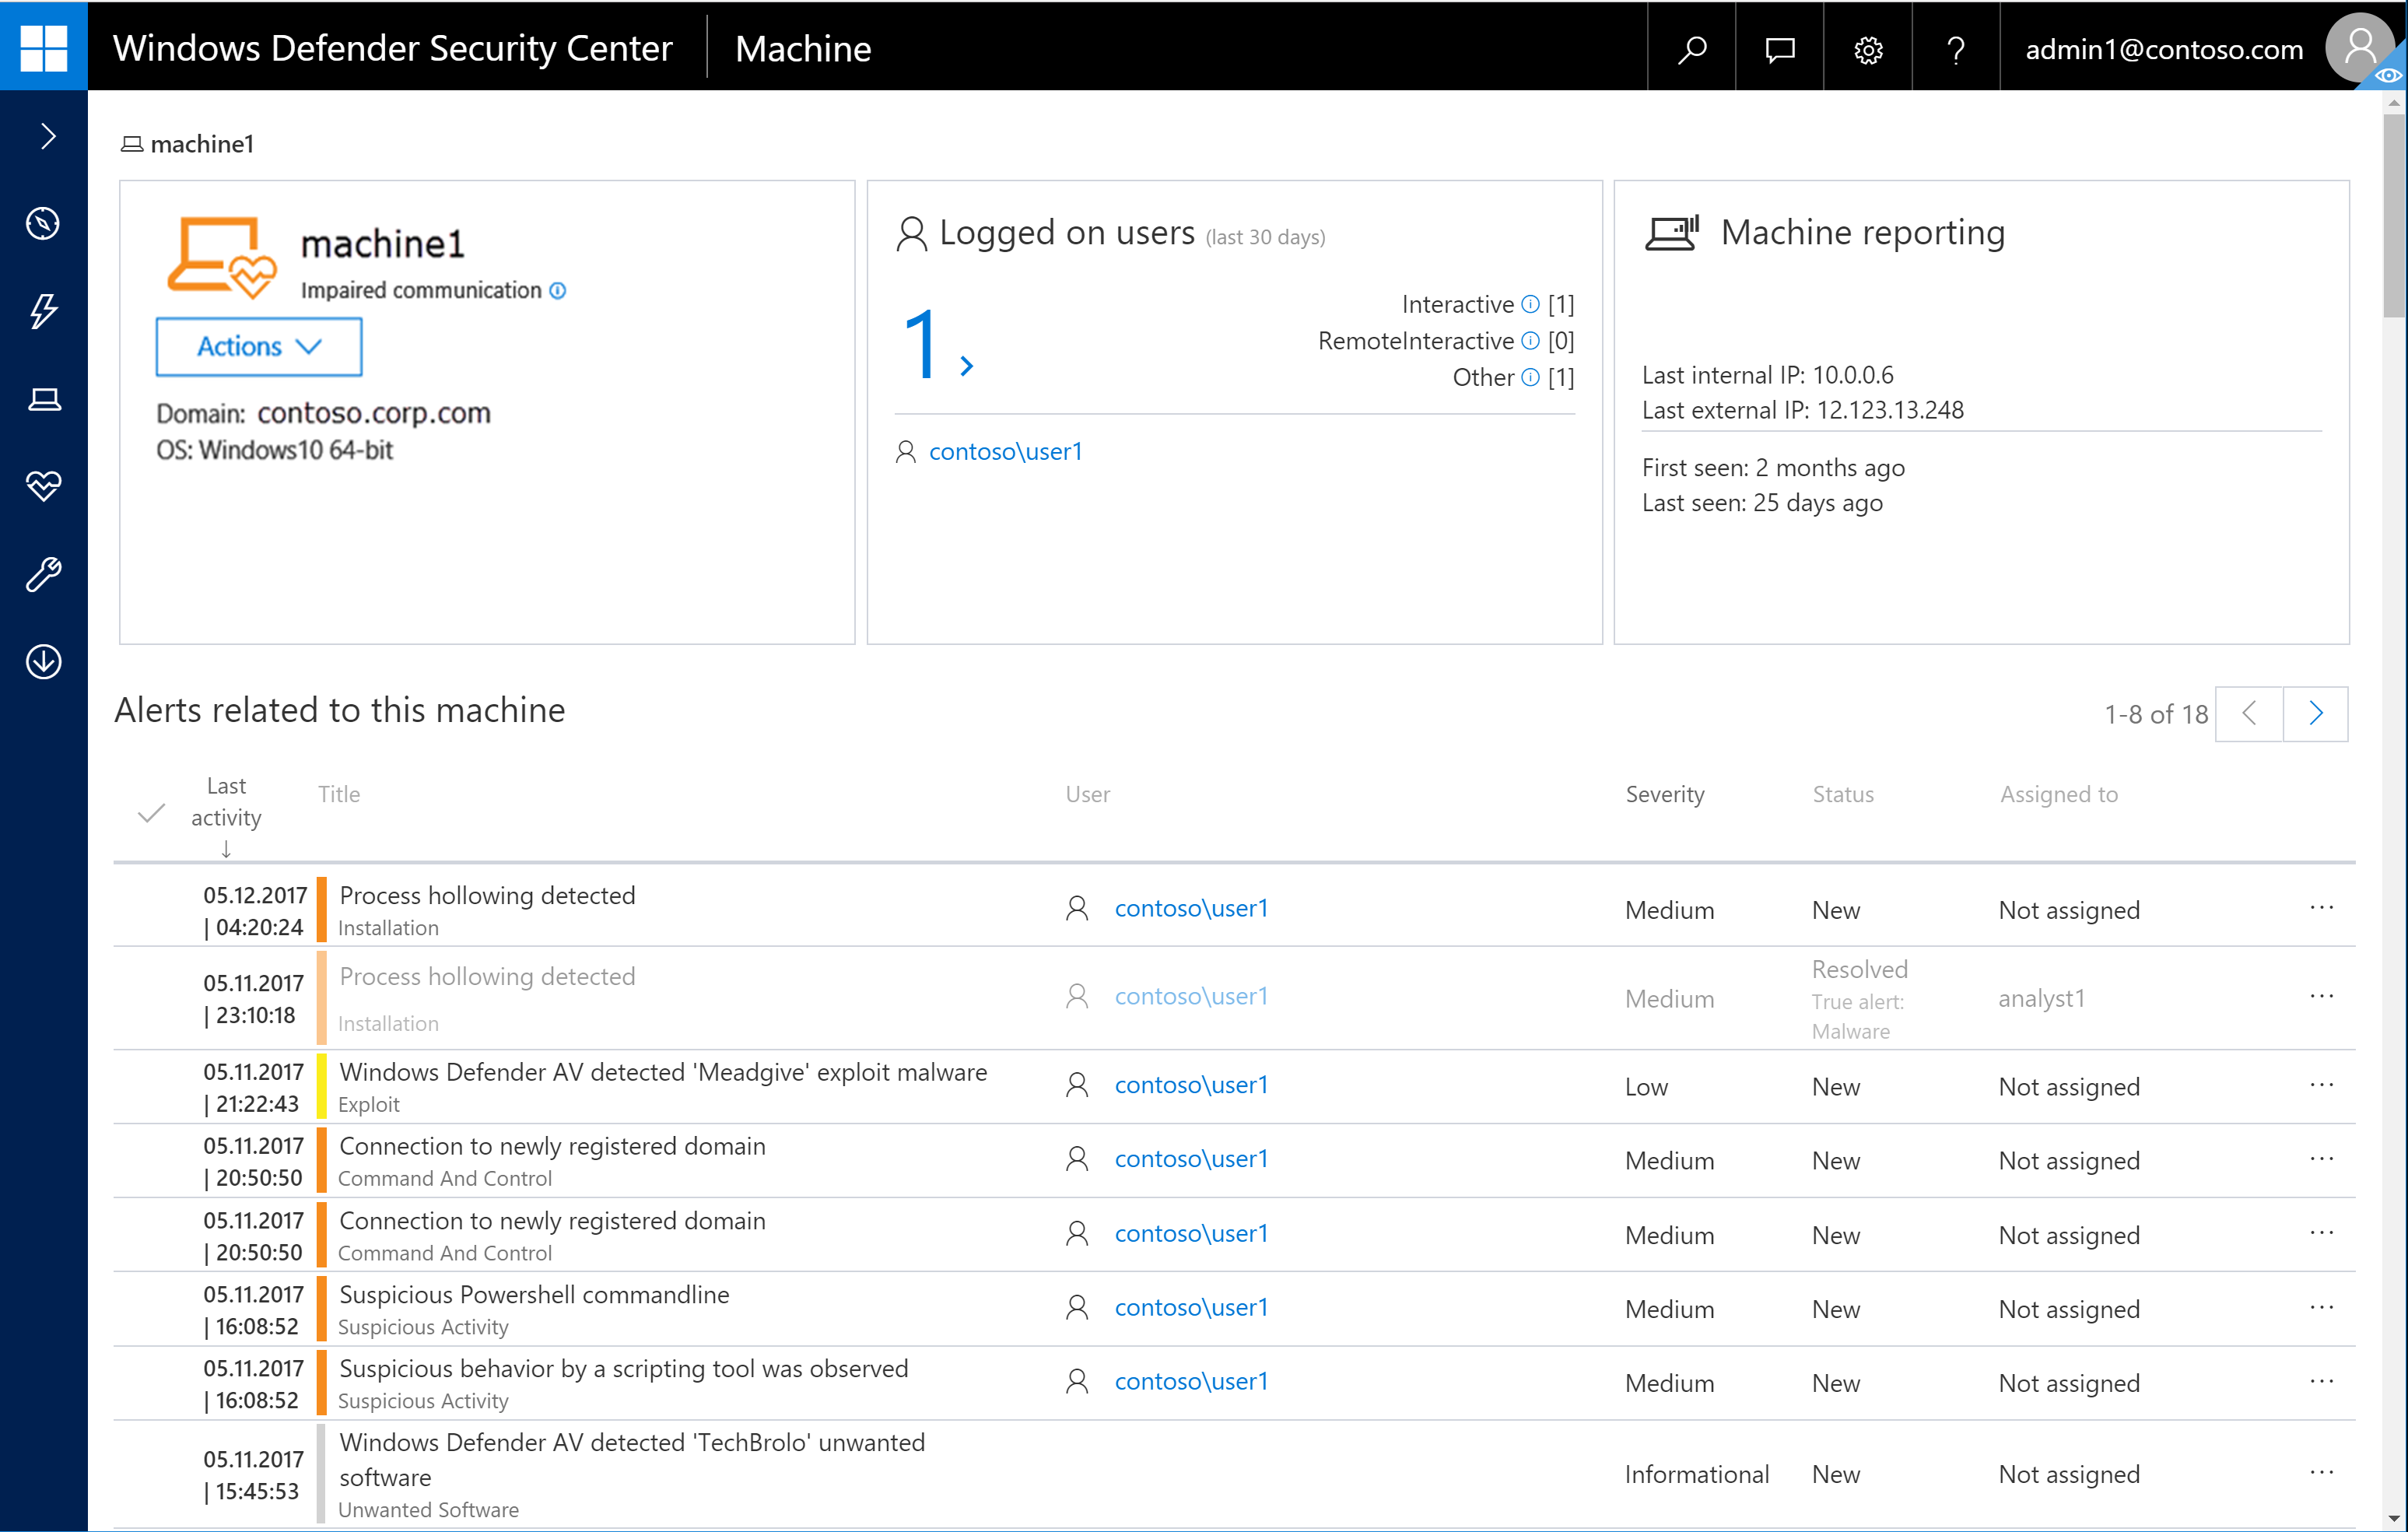 Windows Defender Security Center
Machine
?
admin1@contoso.com
machine1
machine1
Impaired communication
Actions
Domain: contoso.corp.com
OS: Windows10 64-bit
Logged on users (last 30 days)
1
Interactive [1]
RemoteInteractive [0]
Other [1]
contoso\user1
Machine reporting
Last internal IP: 10.0.0.6
Last external IP: 12.123.13.248
First seen: 2 months ago
Last seen: 25 days ago
Alerts related to this machine
1-8 of 18
Last activity ↓ Title User Severity Status Assigned to
05.12.2017 | 04:20:24
Process hollowing detected
Installation
contoso\user1
Medium
New
Not assigned
...
05.11.2017 | 23:10:18
Process hollowing detected
Installation
contoso\user1
Medium
Resolved
True alert:
Malware
analyst1
...
05.11.2017 | 21:22:43
Windows Defender AV detected 'Meadgive' exploit malware
Exploit
contoso\user1
Low
New
Not assigned
...
05.11.2017 | 20:50:50
Connection to newly registered domain
Command And Control
contoso\user1
Medium
New
Not assigned
...
05.11.2017 | 20:50:50
Connection to newly registered domain
Command And Control
contoso\user1
Medium
New
Not assigned
...
05.11.2017 | 16:08:52
Suspicious Powershell commandline
Suspicious Activity
contoso\user1
Medium
New
Not assigned
...
05.11.2017 | 16:08:52
Suspicious behavior by a scripting tool was observed
Suspicious Activity
contoso\user1
Medium
New
Not assigned
...
05.11.2017 | 15:45:53
Windows Defender AV detected 'TechBrolo' unwanted
software
Unwanted Software
Informational
New
Not assigned
...